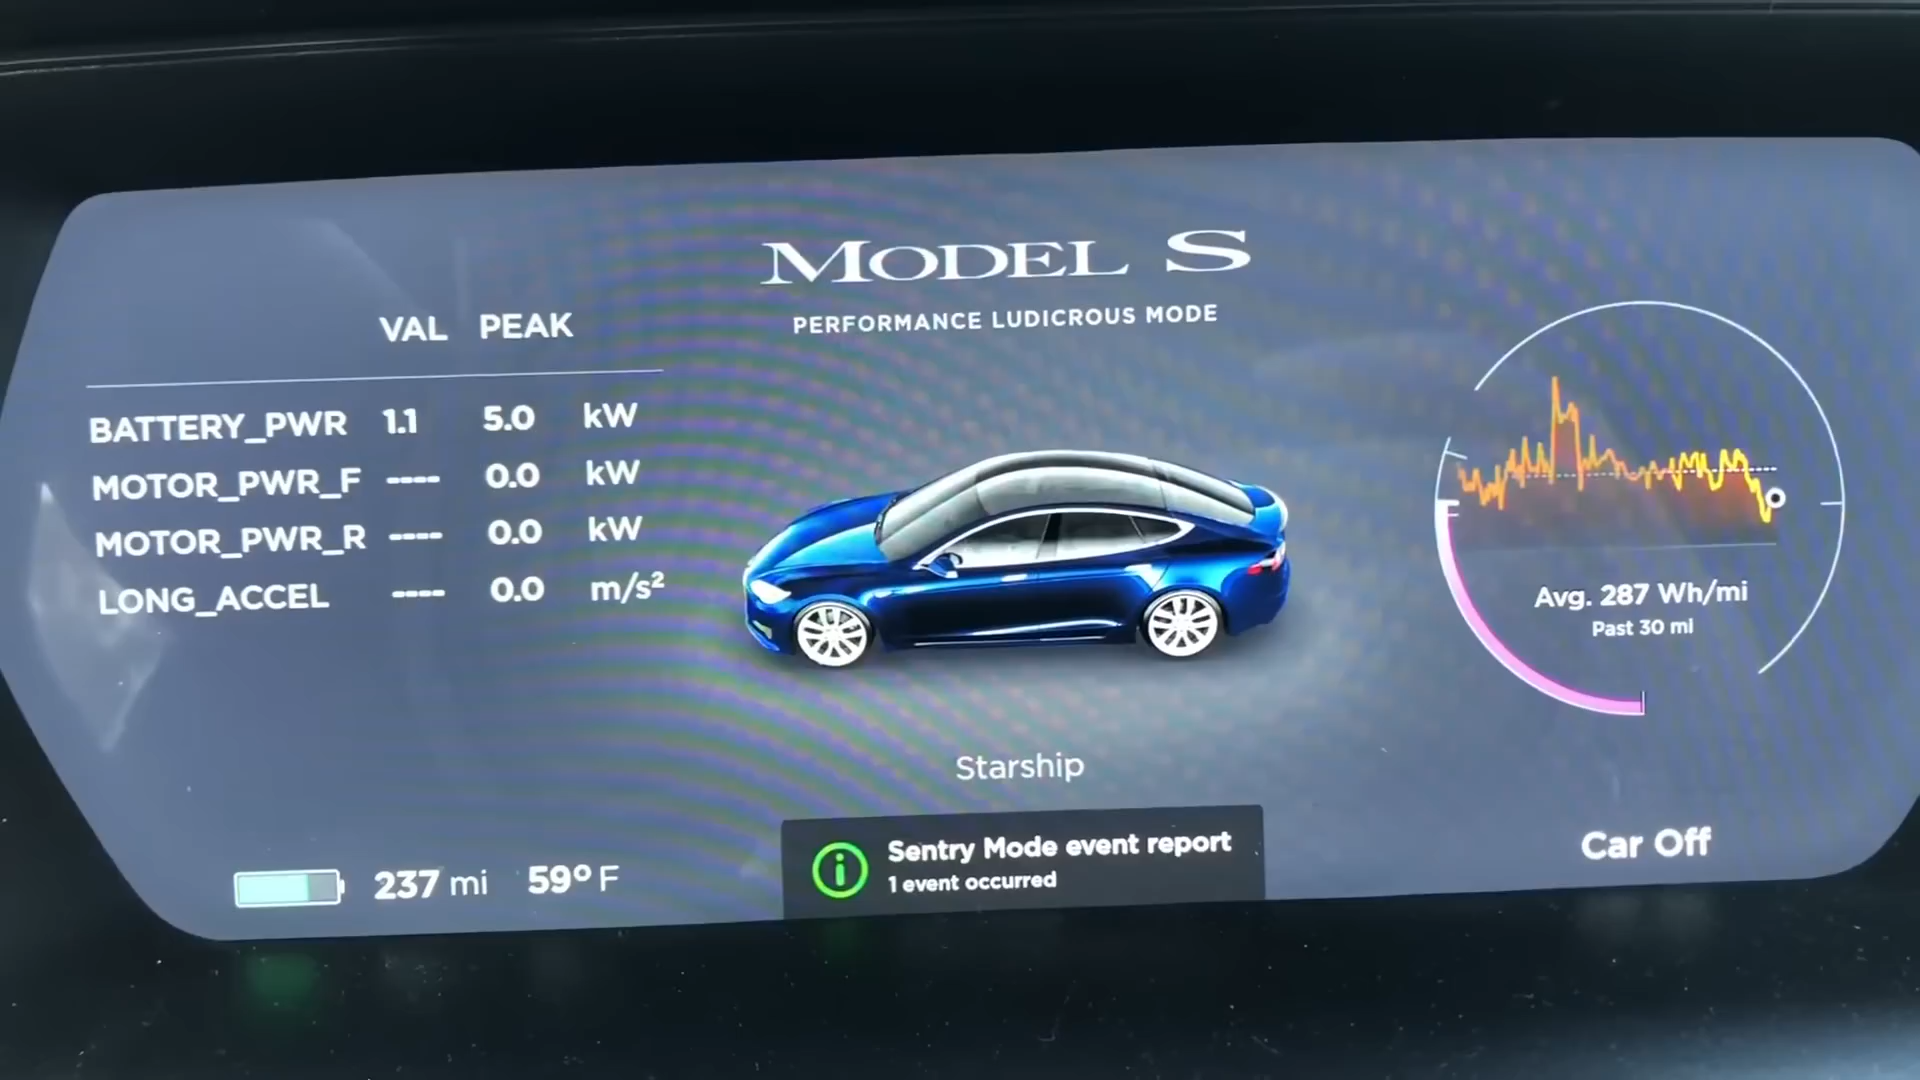 MODEL S
PERFORMANCE LUDICROUS MODE
VAL PEAK
BATTERY_PWR 1.1 5.0 kW
MOTOR_PWR_F ---- 0.0 kW
MOTOR_PWR_R ---- 0.0 kW
LONG_ACCEL ---- 0.0 m/s²
Avg. 287 Wh/mi
Past 30 mi
Starship
Sentry Mode event report
1 event occurred
Car Off
237 mi 59° F